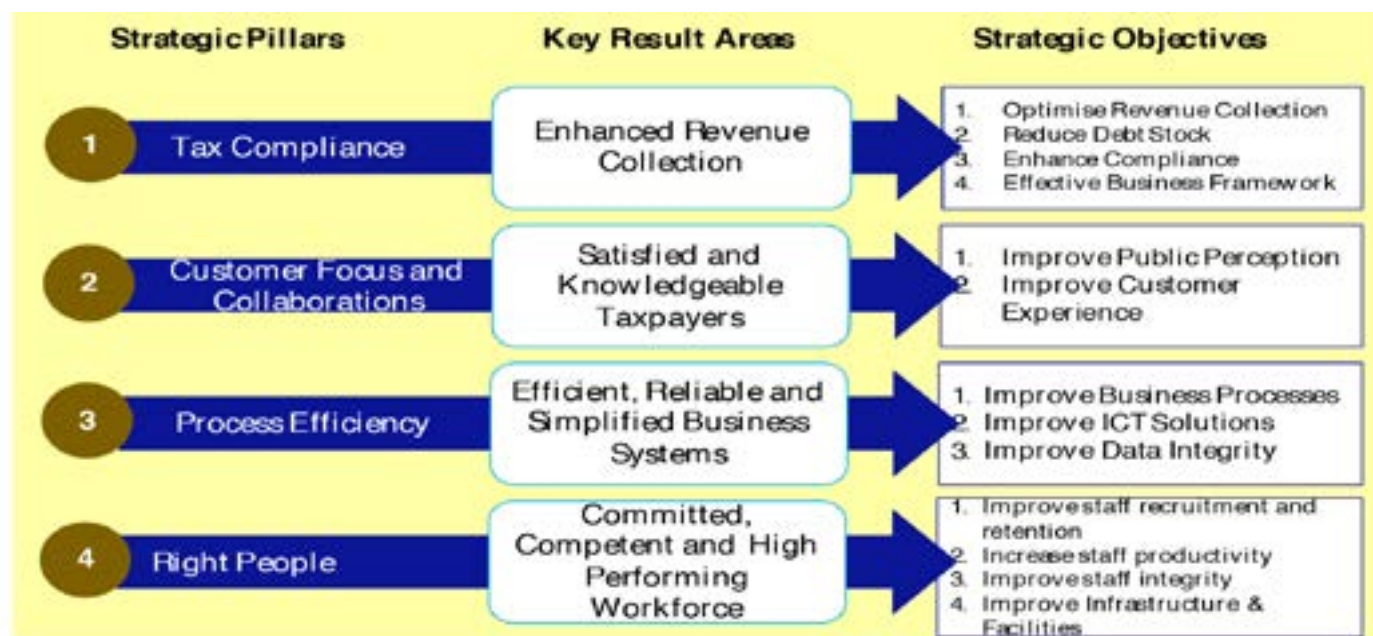 Strategic Pillars
Key Result Areas
Strategic Objectives
1
Tax Compliance
Enhanced Revenue
Collection
1. Optimise Revenue Collection
2. Reduce Debt Stock
3. Enhance Compliance
4. Effective Business Framework
2
Customer Focus and
Collaborations
Satisfied and
Knowledgeable
Taxpayers
1. Improve Public Perception
2. Improve Customer
Experience
3
Process Efficiency
Efficient, Reliable and
Simplified Business
Systems
1. Improve Business Processes
2. Improve ICT Solutions
3. Improve Data Integrity
4
Right People
Committed,
Competent and High
Performing
Workforce
1. Improve staff recruitment and
retention
2. Increase staff productivity
3. Improve staff integrity
4. Improve Infrastructure &
Facilities